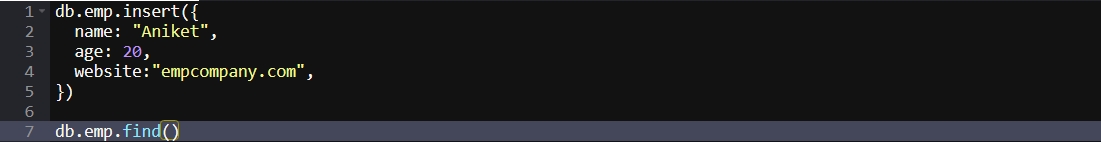 1 db.emp.insert({
2   name: "Aniket",
3   age: 20,
4   website:"empcompany.com",
5 })
6
7 db.emp.find()